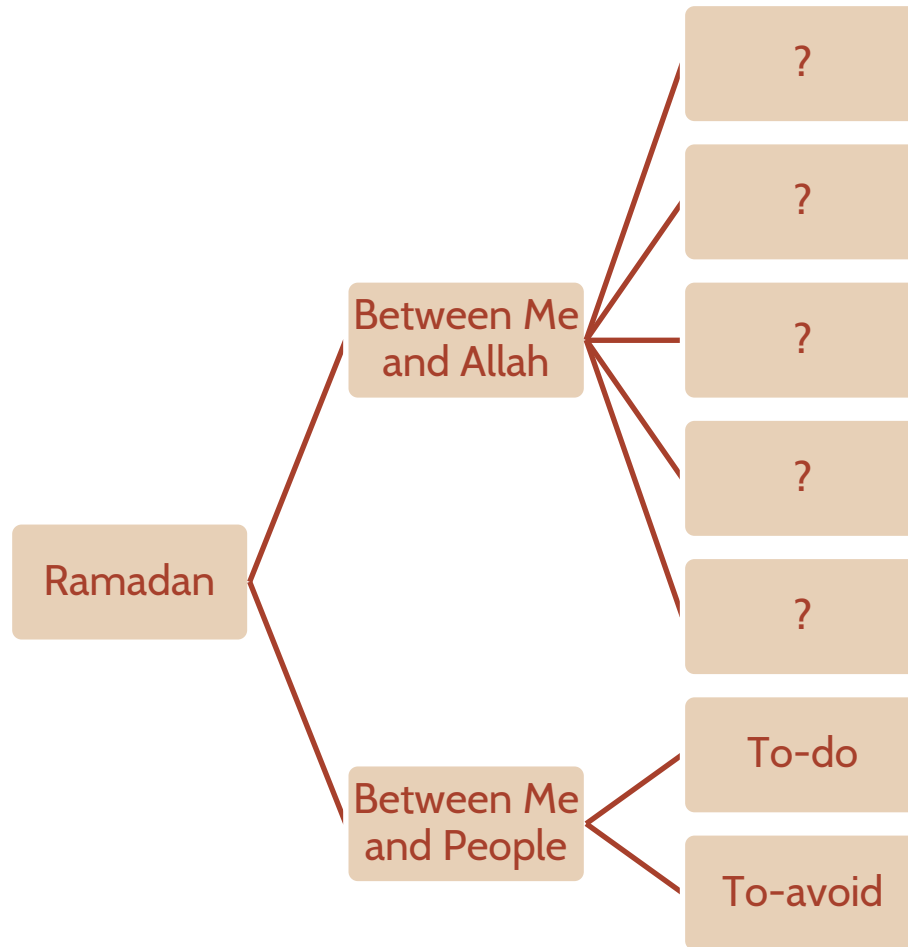 ?
?
Between Me
and Allah
?
?
Ramadan
?
To-do
Between Me
and People
To-avoid